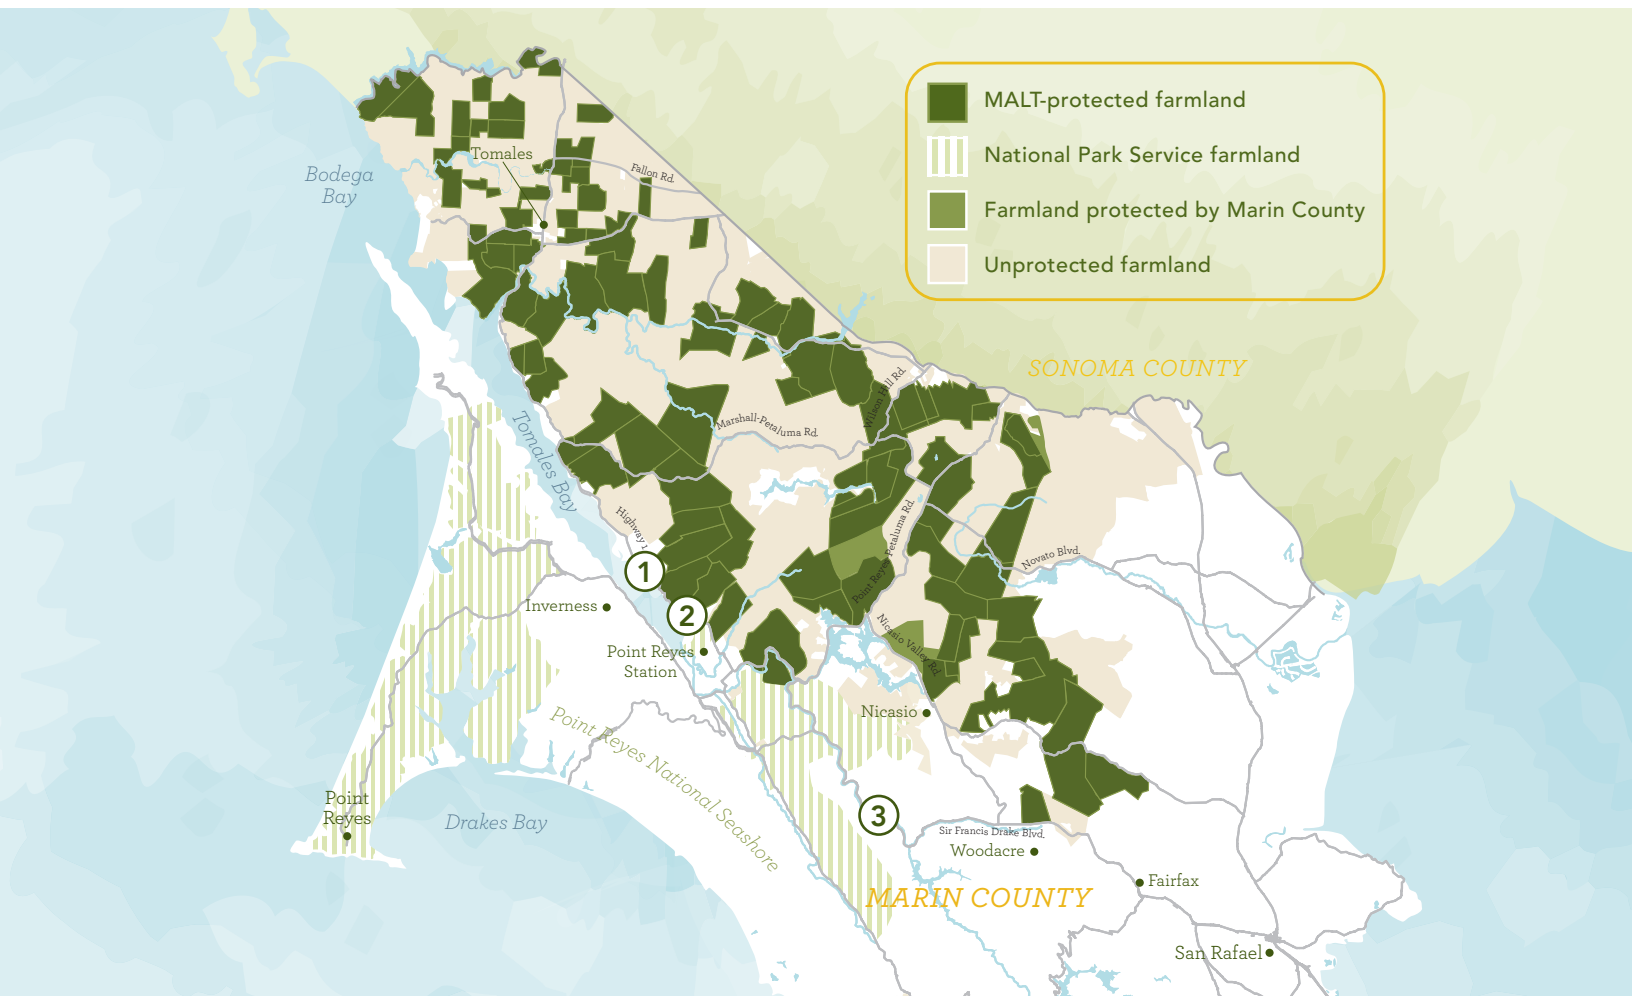 MALT-protected farmland
National Park Service farmland
Farmland protected by Marin County
Unprotected farmland
Tomales
Fallon Rd.
Bodega
Bay
SONOMA COUNTY
Wilson Hill Rd.
Marshall-Petaluma Rd.
Tomales Bay
Highway 1
Point Reyes Petaluma Rd.
Novato Blvd.
1
2
Inverness
Nicasio Valley Rd.
Point Reyes
Station
Nicasio
Point Reyes National Seashore
Point
Reyes
Drakes Bay
3
Sir Francis Drake Blvd.
Woodacre
Fairfax
MARIN COUNTY
San Rafael